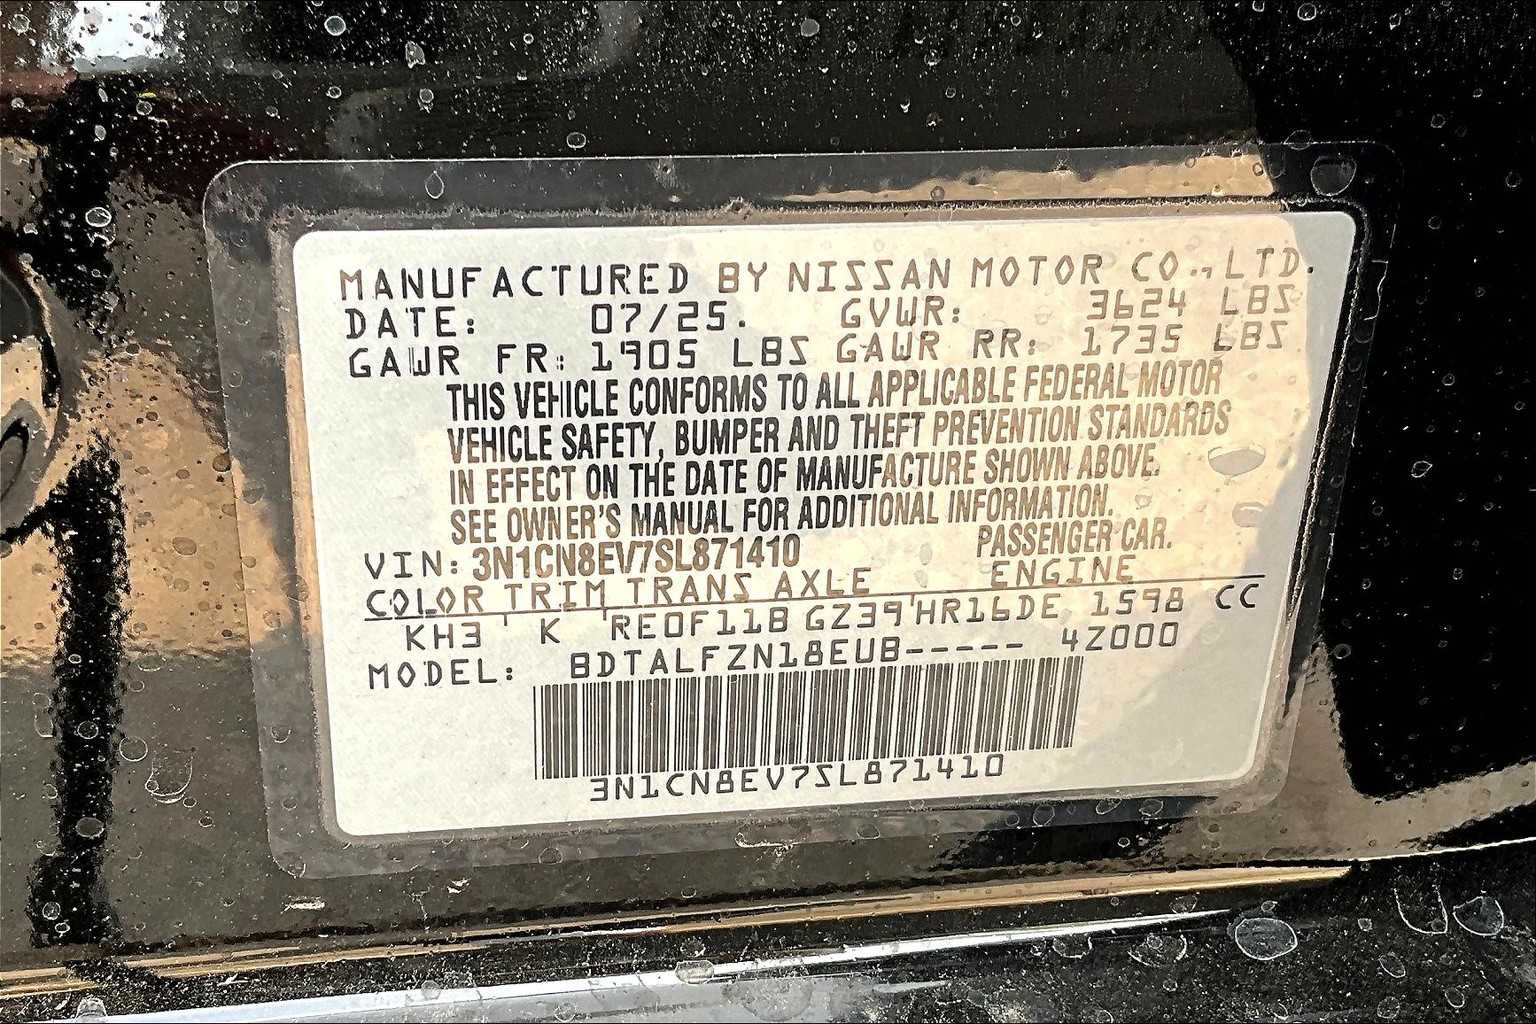 MANUFACTURED BY NISSAN MOTOR CO., LTD.
DATE: 07/25. GVWR: 3624 LBS
GAWR FR: 1905 LBS GAWR RR: 1735 LBS
THIS VEHICLE CONFORMS TO ALL APPLICABLE FEDERAL MOTOR
VEHICLE SAFETY, BUMPER AND THEFT PREVENTION STANDARDS
IN EFFECT ON THE DATE OF MANUFACTURE SHOWN ABOVE.
SEE OWNER'S MANUAL FOR ADDITIONAL INFORMATION.
VIN: 3N1CN8EV7SL871410 PASSENGER CAR.
COLOR TRIM TRANS AXLE ENGINE
KH3 K RE0F11B GZ39 HR16DE 1598 CC
MODEL: BDTALFZN18EUB----- 4Z000
3N1CN8EV7SL871410